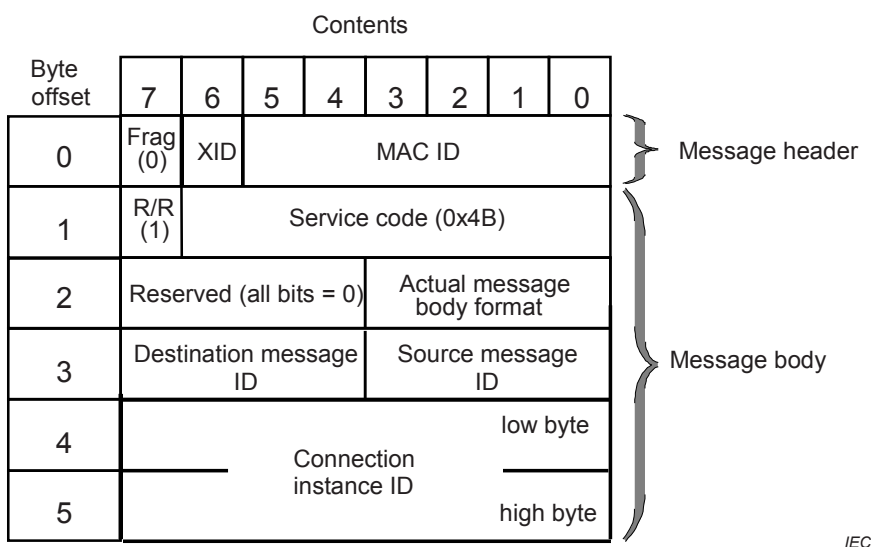 Contents
Byte
offset
7 6 5 4 3 2 1 0
0
Frag
(0)
XID
MAC ID
Message header
1
R/R
(1)
Service code (0x4B)
2
Reserved (all bits = 0)
Actual message
body format
3
Destination message
ID
Source message
ID
Message body
4
low byte
Connection
instance ID
5
high byte
IEC